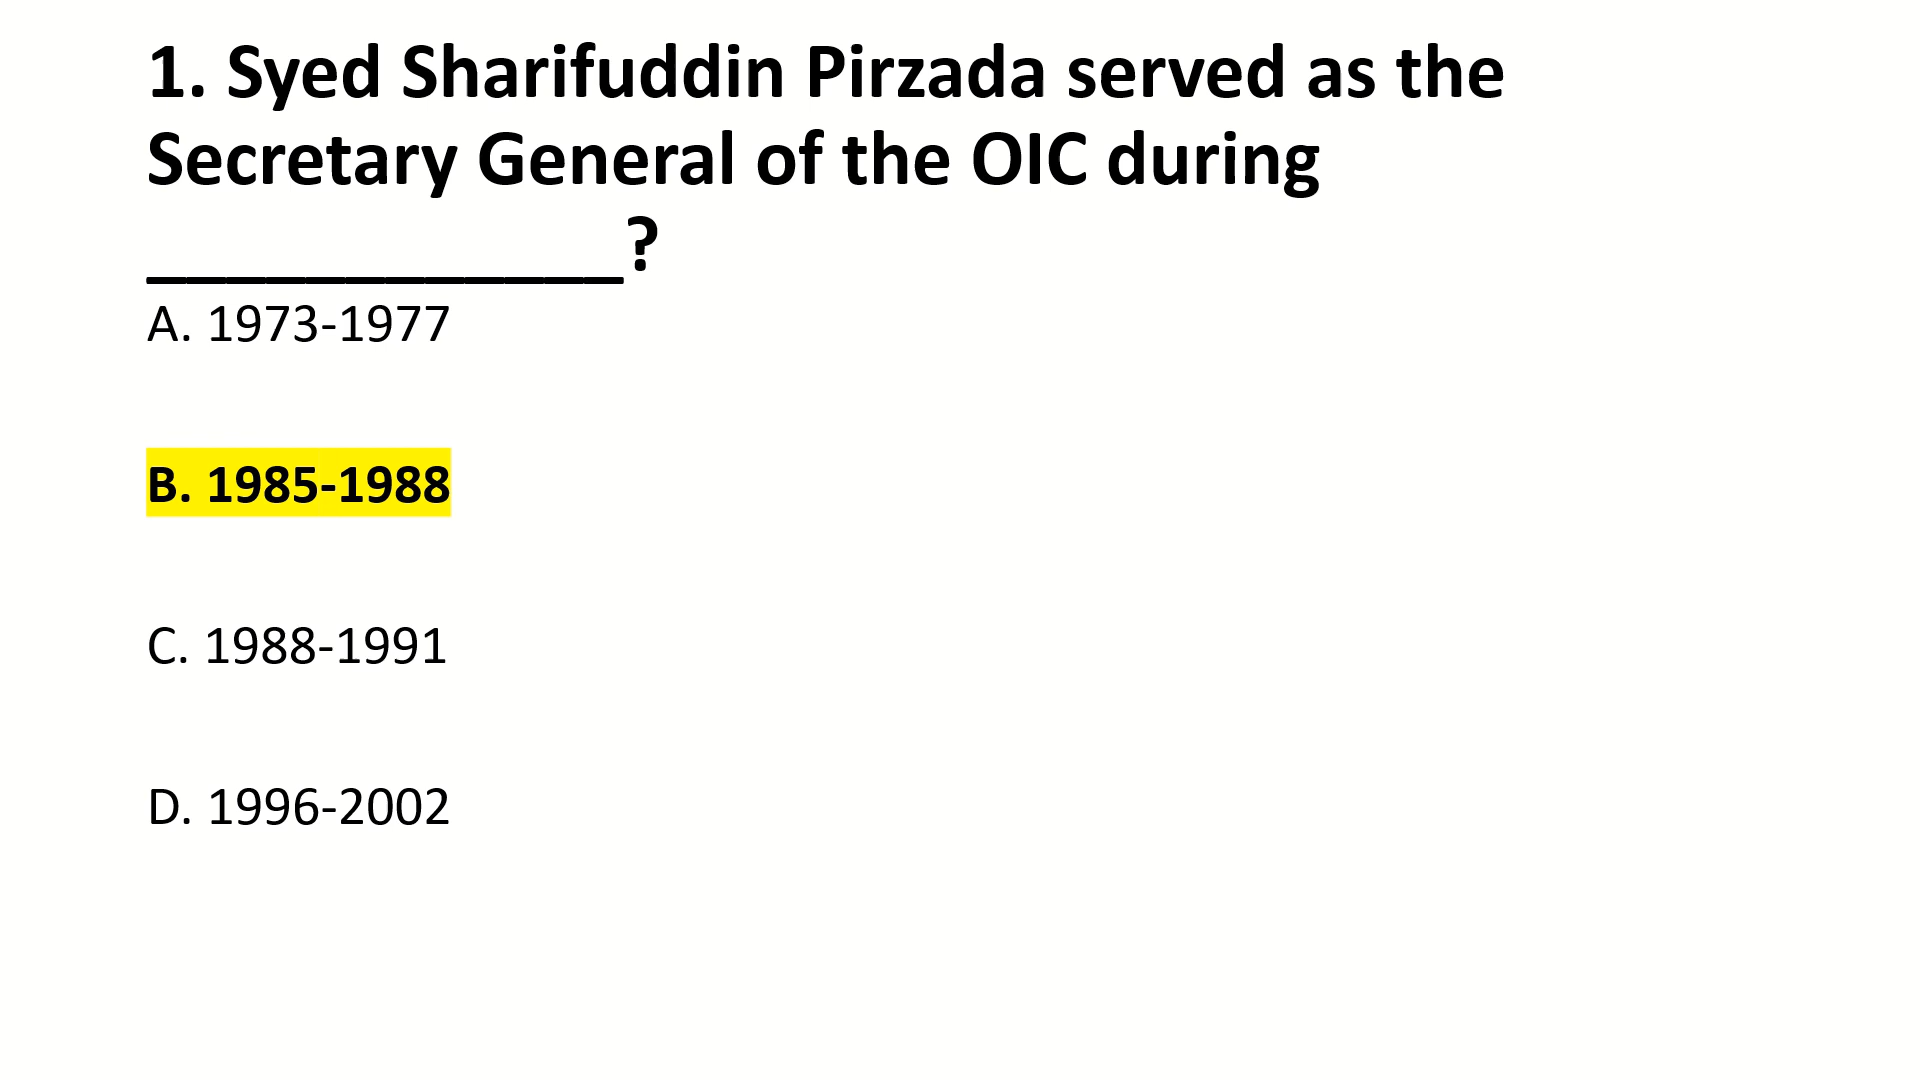 1. Syed Sharifuddin Pirzada served as the
Secretary General of the OIC during
____________?
A. 1973-1977
B. 1985-1988
C. 1988-1991
D. 1996-2002